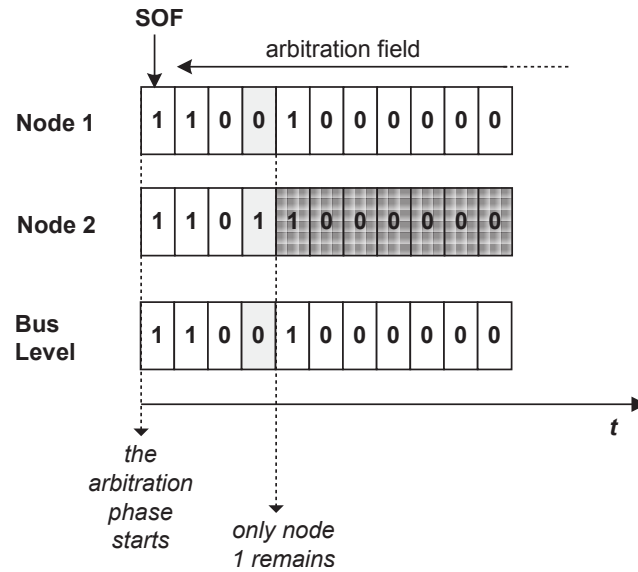 SOF
arbitration field
Node 1
1 1 0 0 1 0 0 0 0 0 0
Node 2
1 1 0 1 1 0 0 0 0 0 0
Bus
Level
1 1 0 0 1 0 0 0 0 0 0
t
the
arbitration
phase
starts
only node
1 remains